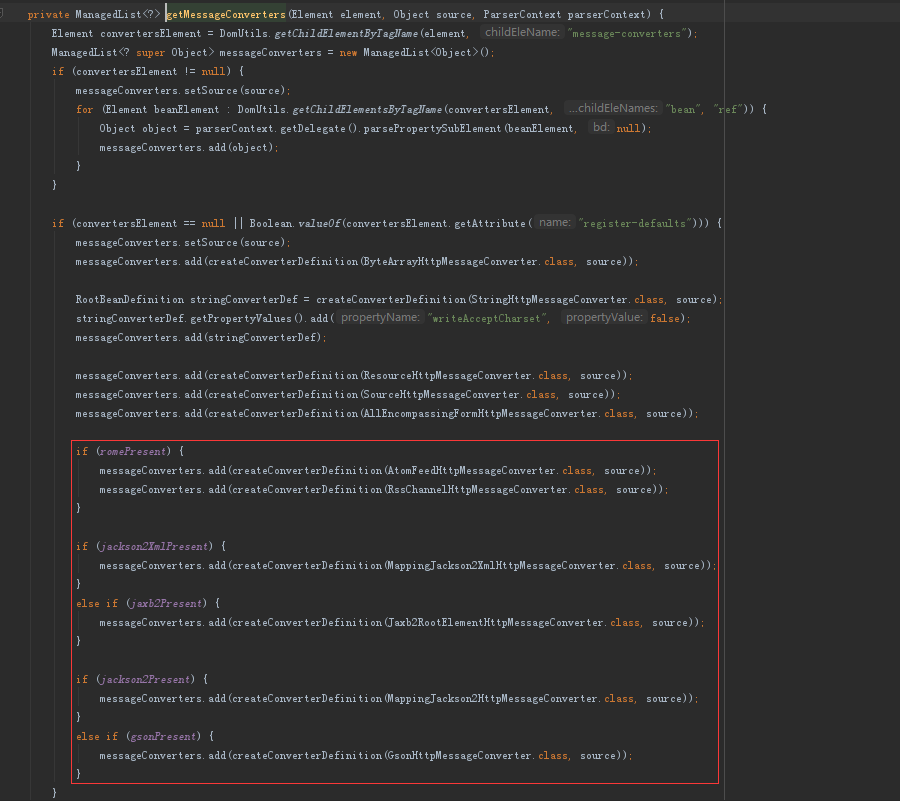 private ManagedList<?> getMessageConverters(Element element, Object source, ParserContext parserContext) {
Element convertersElement = DomUtils.getChildElementByTagName(element, childEleName: "message-converters");
ManagedList<? super Object> messageConverters = new ManagedList<Object>();
if (convertersElement != null) {
messageConverters.setSource(source);
for (Element beanElement : DomUtils.getChildElementsByTagName(convertersElement, ...childEleNames: "bean", "ref")) {
Object object = parserContext.getDelegate().parsePropertySubElement(beanElement, bd: null);
messageConverters.add(object);
}
}
if (convertersElement == null || Boolean.valueOf(convertersElement.getAttribute( name: "register-defaults"))) {
messageConverters.setSource(source);
messageConverters.add(createConverterDefinition(ByteArrayHttpMessageConverter.class, source));
RootBeanDefinition stringConverterDef = createConverterDefinition(StringHttpMessageConverter.class, source);
stringConverterDef.getPropertyValues().add( propertyName: "writeAcceptCharset", propertyValue: false);
messageConverters.add(stringConverterDef);
messageConverters.add(createConverterDefinition(ResourceHttpMessageConverter.class, source));
messageConverters.add(createConverterDefinition(SourceHttpMessageConverter.class, source));
messageConverters.add(createConverterDefinition(AllEncompassingFormHttpMessageConverter.class, source));
if (romePresent) {
messageConverters.add(createConverterDefinition(AtomFeedHttpMessageConverter.class, source));
messageConverters.add(createConverterDefinition(RssChannelHttpMessageConverter.class, source));
}
if (jackson2XmlPresent) {
messageConverters.add(createConverterDefinition(MappingJackson2XmlHttpMessageConverter.class, source));
}
else if (jaxb2Present) {
messageConverters.add(createConverterDefinition(Jaxb2RootElementHttpMessageConverter.class, source));
}
if (jackson2Present) {
messageConverters.add(createConverterDefinition(MappingJackson2HttpMessageConverter.class, source));
}
else if (gsonPresent) {
messageConverters.add(createConverterDefinition(GsonHttpMessageConverter.class, source));
}
}